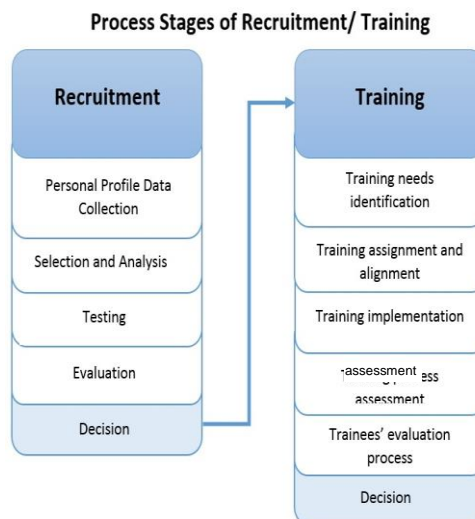 Process Stages of Recruitment/ Training
Recruitment
Personal Profile Data
Collection
Selection and Analysis
Testing
Evaluation
Decision
Training
Training needs
identification
Training assignment and
alignment
Training implementation
assessment
assessment
Trainees’ evaluation
process
Decision